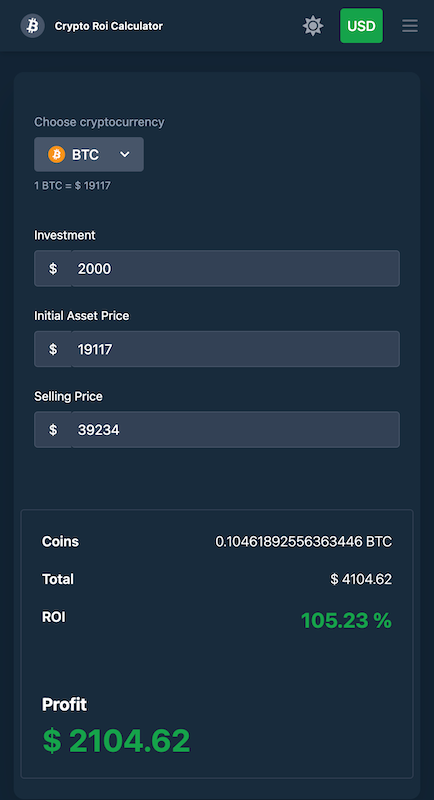 Crypto Roi Calculator USD
Choose cryptocurrency
BTC
1 BTC = $ 19117
Investment
$ 2000
Initial Asset Price
$ 19117
Selling Price
$ 39234
Coins 0.10461892556363446 BTC
Total $ 4104.62
ROI 105.23 %
Profit
$ 2104.62